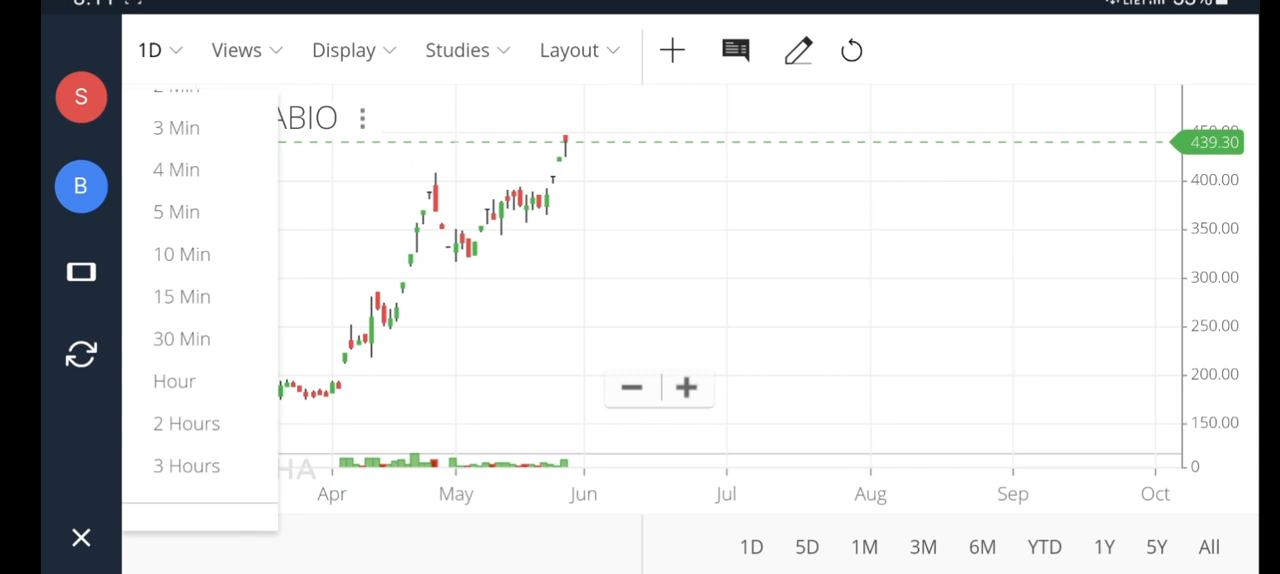 1D Views Display Studies Layout
S
B
ABIO
3 Min
4 Min
5 Min
10 Min
15 Min
30 Min
Hour
2 Hours
3 Hours
439.30
400.00
350.00
300.00
250.00
200.00
150.00
0
HA
Apr May Jun Jul Aug Sep Oct
1D 5D 1M 3M 6M YTD 1Y 5Y All